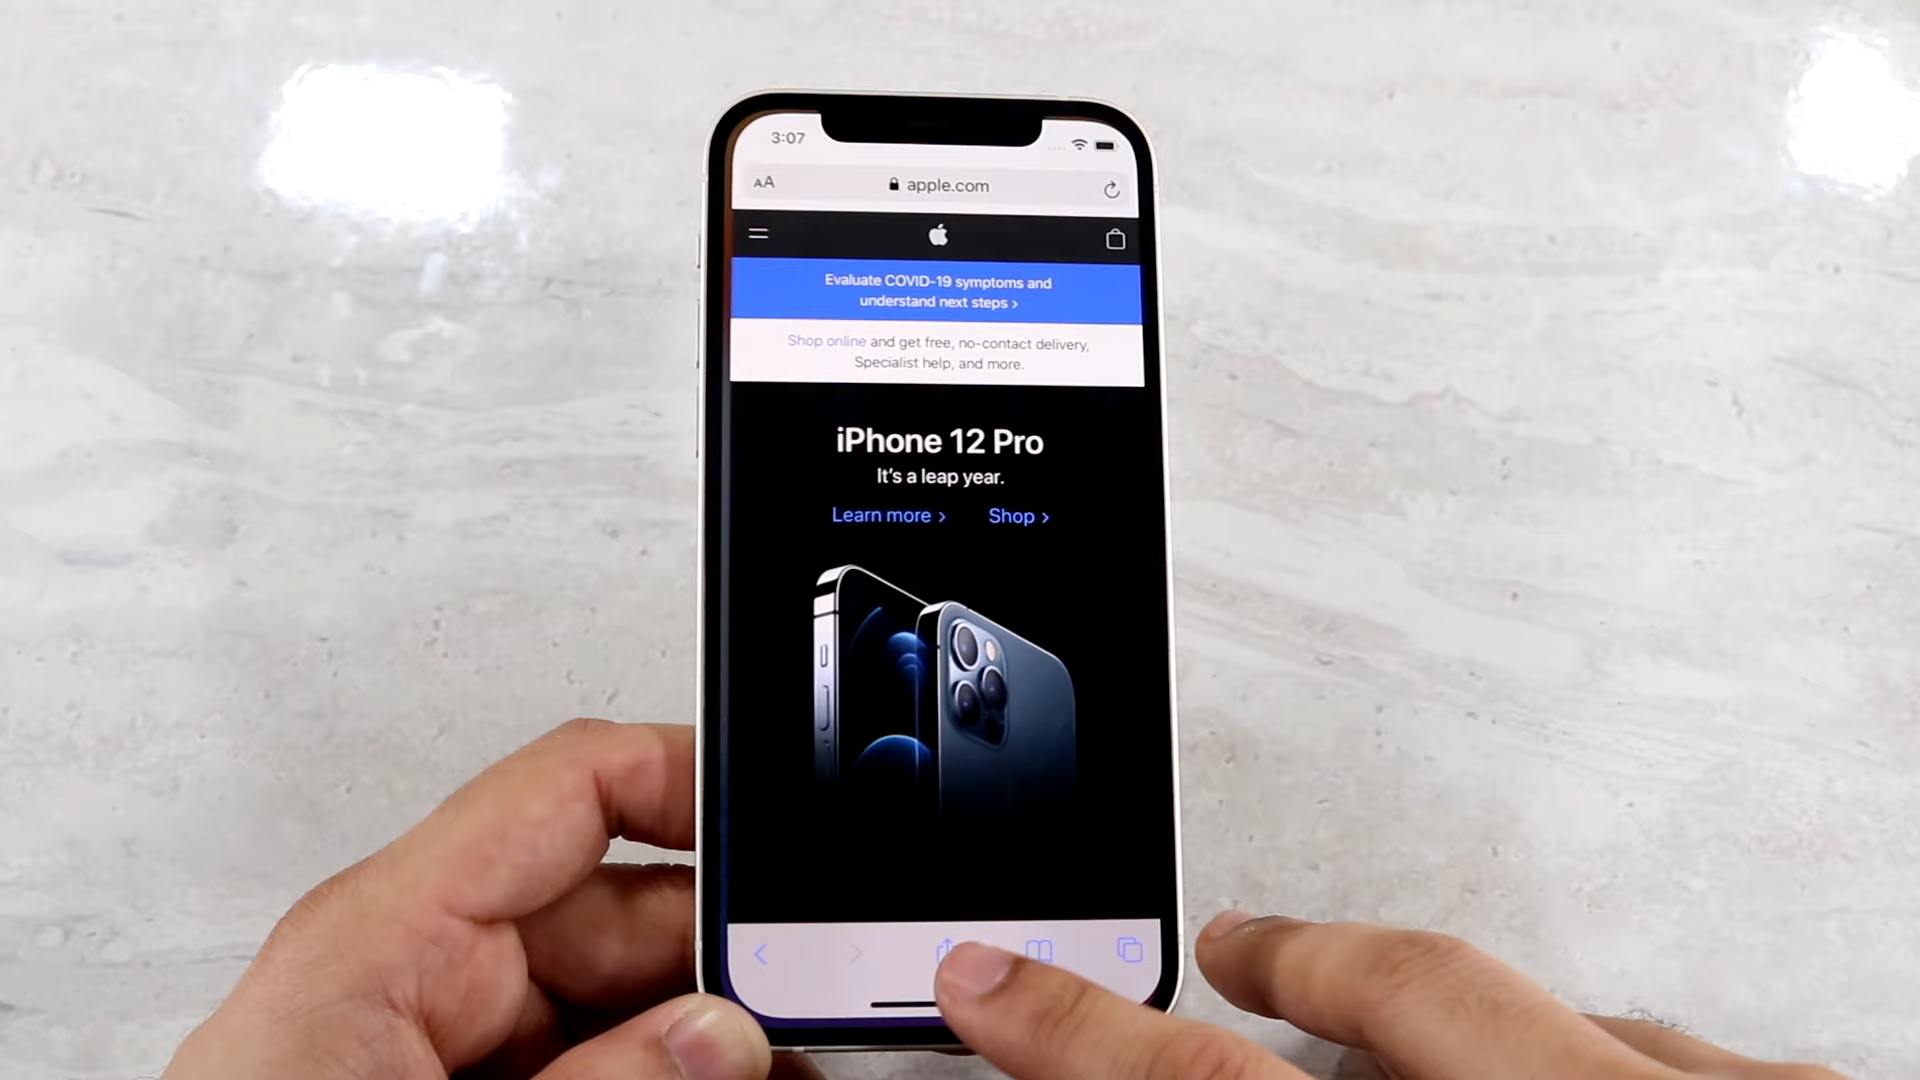 3:07
AA
apple.com
Evaluate COVID-19 symptoms and
understand next steps >
Shop online and get free, no-contact delivery,
Specialist help, and more.
iPhone 12 Pro
It's a leap year.
Learn more > Shop >